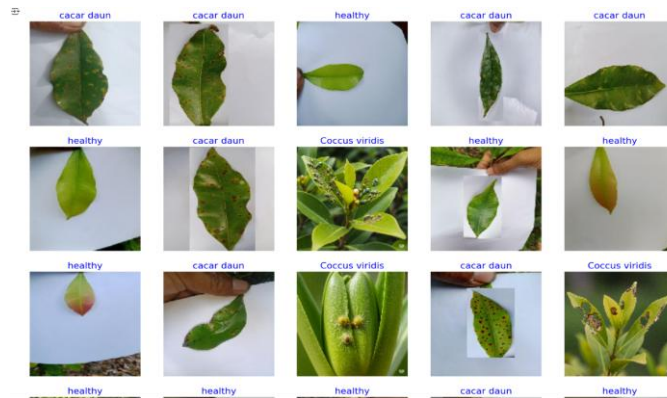 cacar daun cacar daun healthy cacar daun cacar daun
healthy cacar daun Coccus viridis healthy healthy
healthy cacar daun Coccus viridis cacar daun Coccus viridis
healthy healthy healthy cacar daun healthy